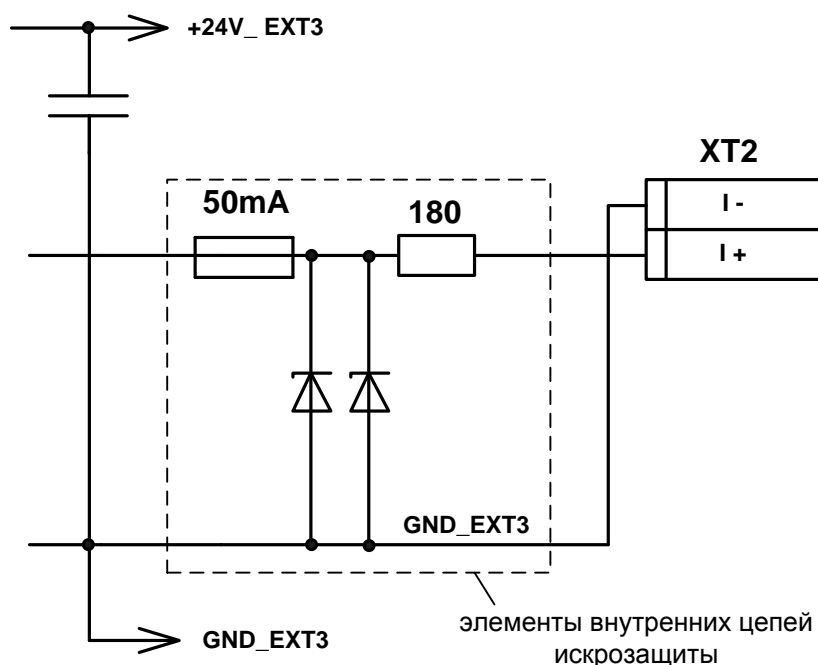 +24V_ EXT3
XT2
50mA
180
I -
I +
GND_EXT3
GND_EXT3
элементы внутренних цепей
искрозащиты